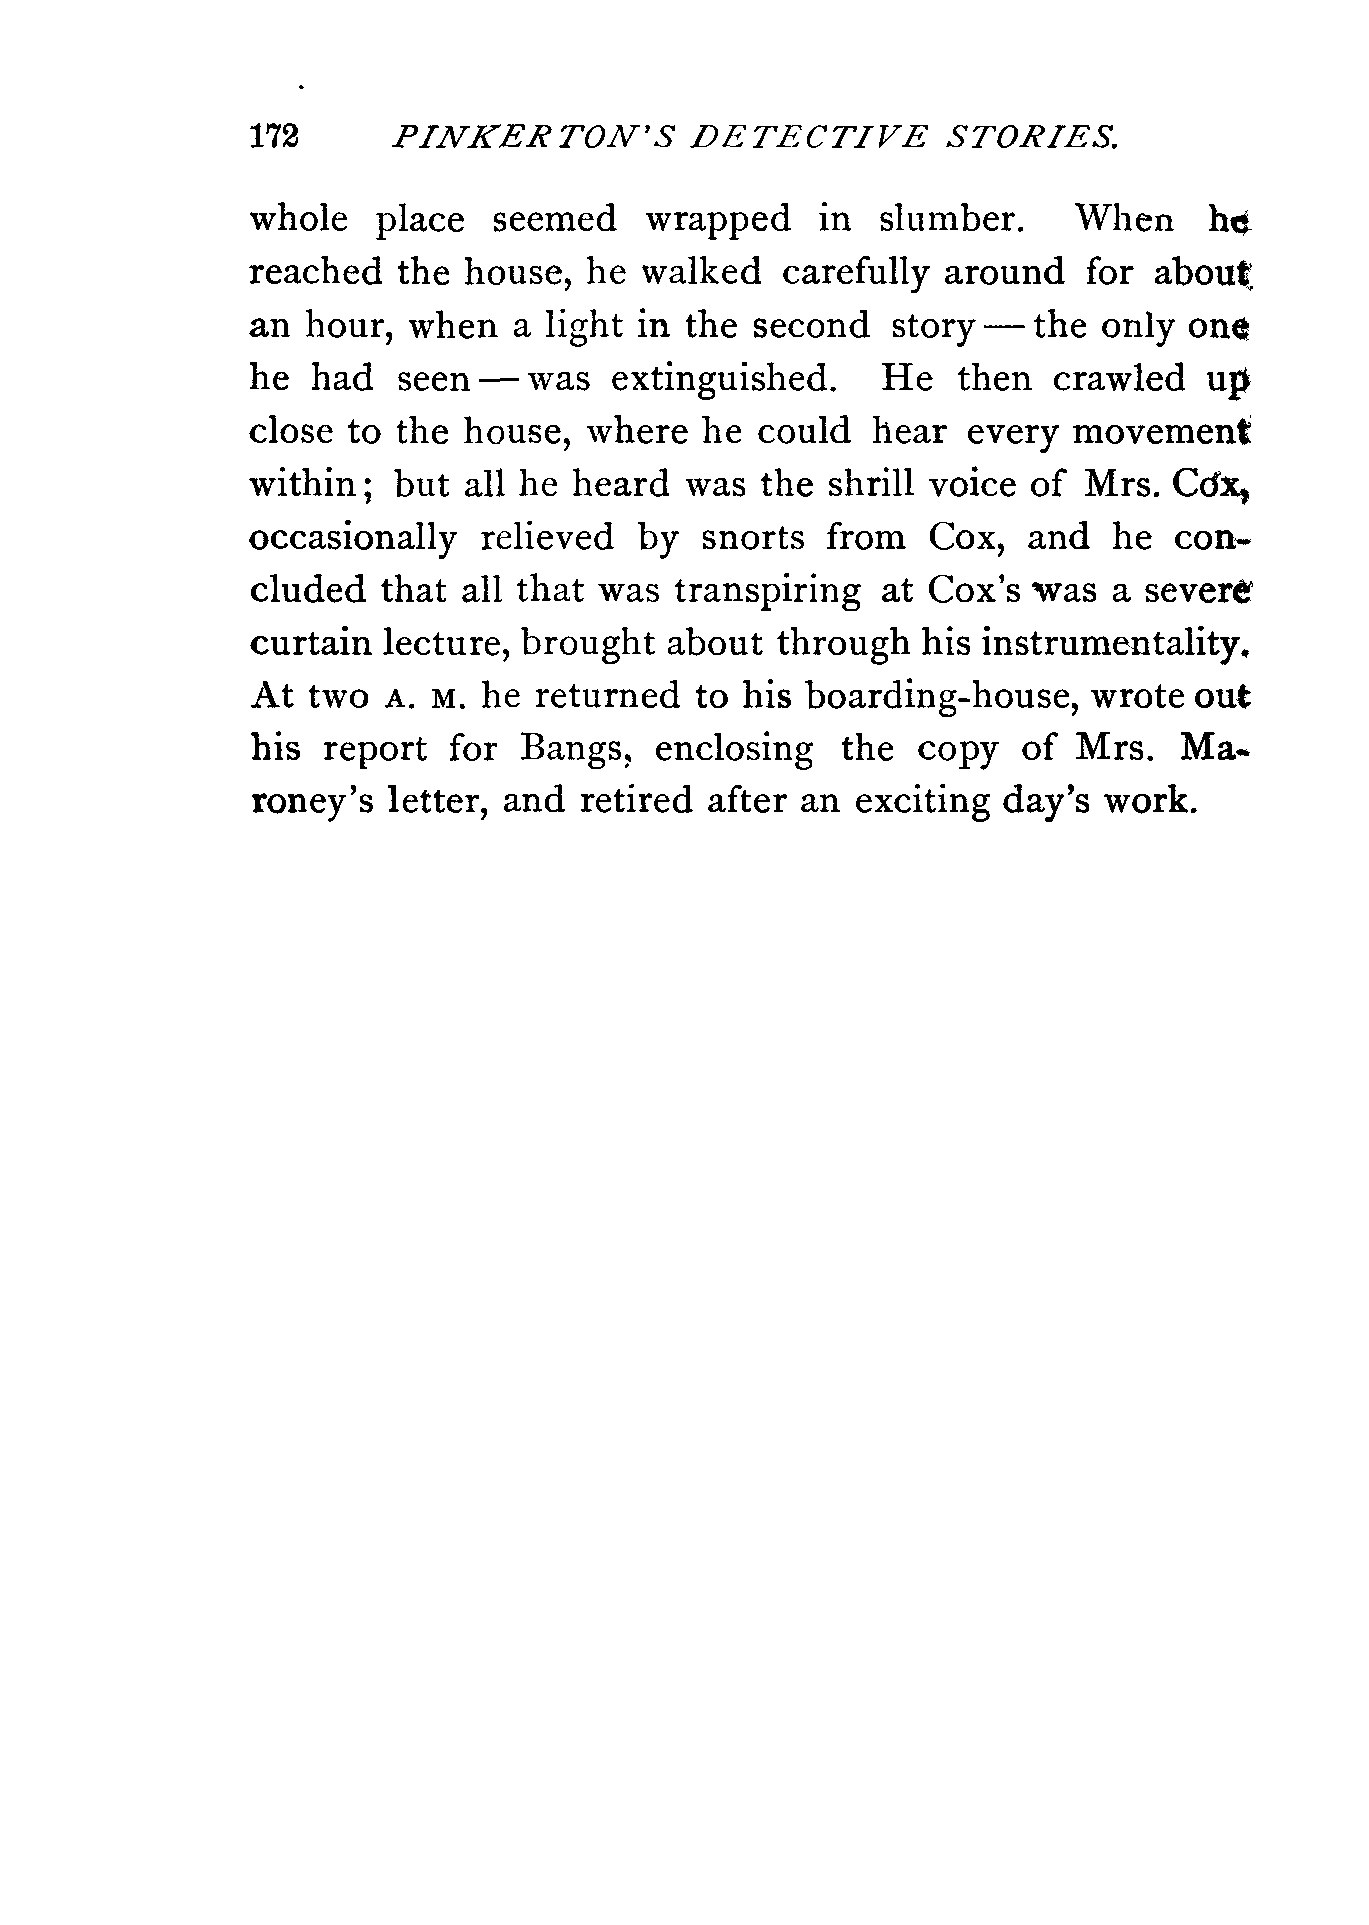 172 PINKERTON'S DETECTIVE STORIES.
whole place seemed wrapped in slumber. When he
reached the house, he walked carefully around for about
an hour, when a light in the second story — the only one
he had seen — was extinguished. He then crawled up
close to the house, where he could hear every movement
within; but all he heard was the shrill voice of Mrs. Cox,
occasionally relieved by snorts from Cox, and he con-
cluded that all that was transpiring at Cox's was a severe
curtain lecture, brought about through his instrumentality.
At two A. M. he returned to his boarding-house, wrote out
his report for Bangs, enclosing the copy of Mrs. Ma-
roney's letter, and retired after an exciting day's work.